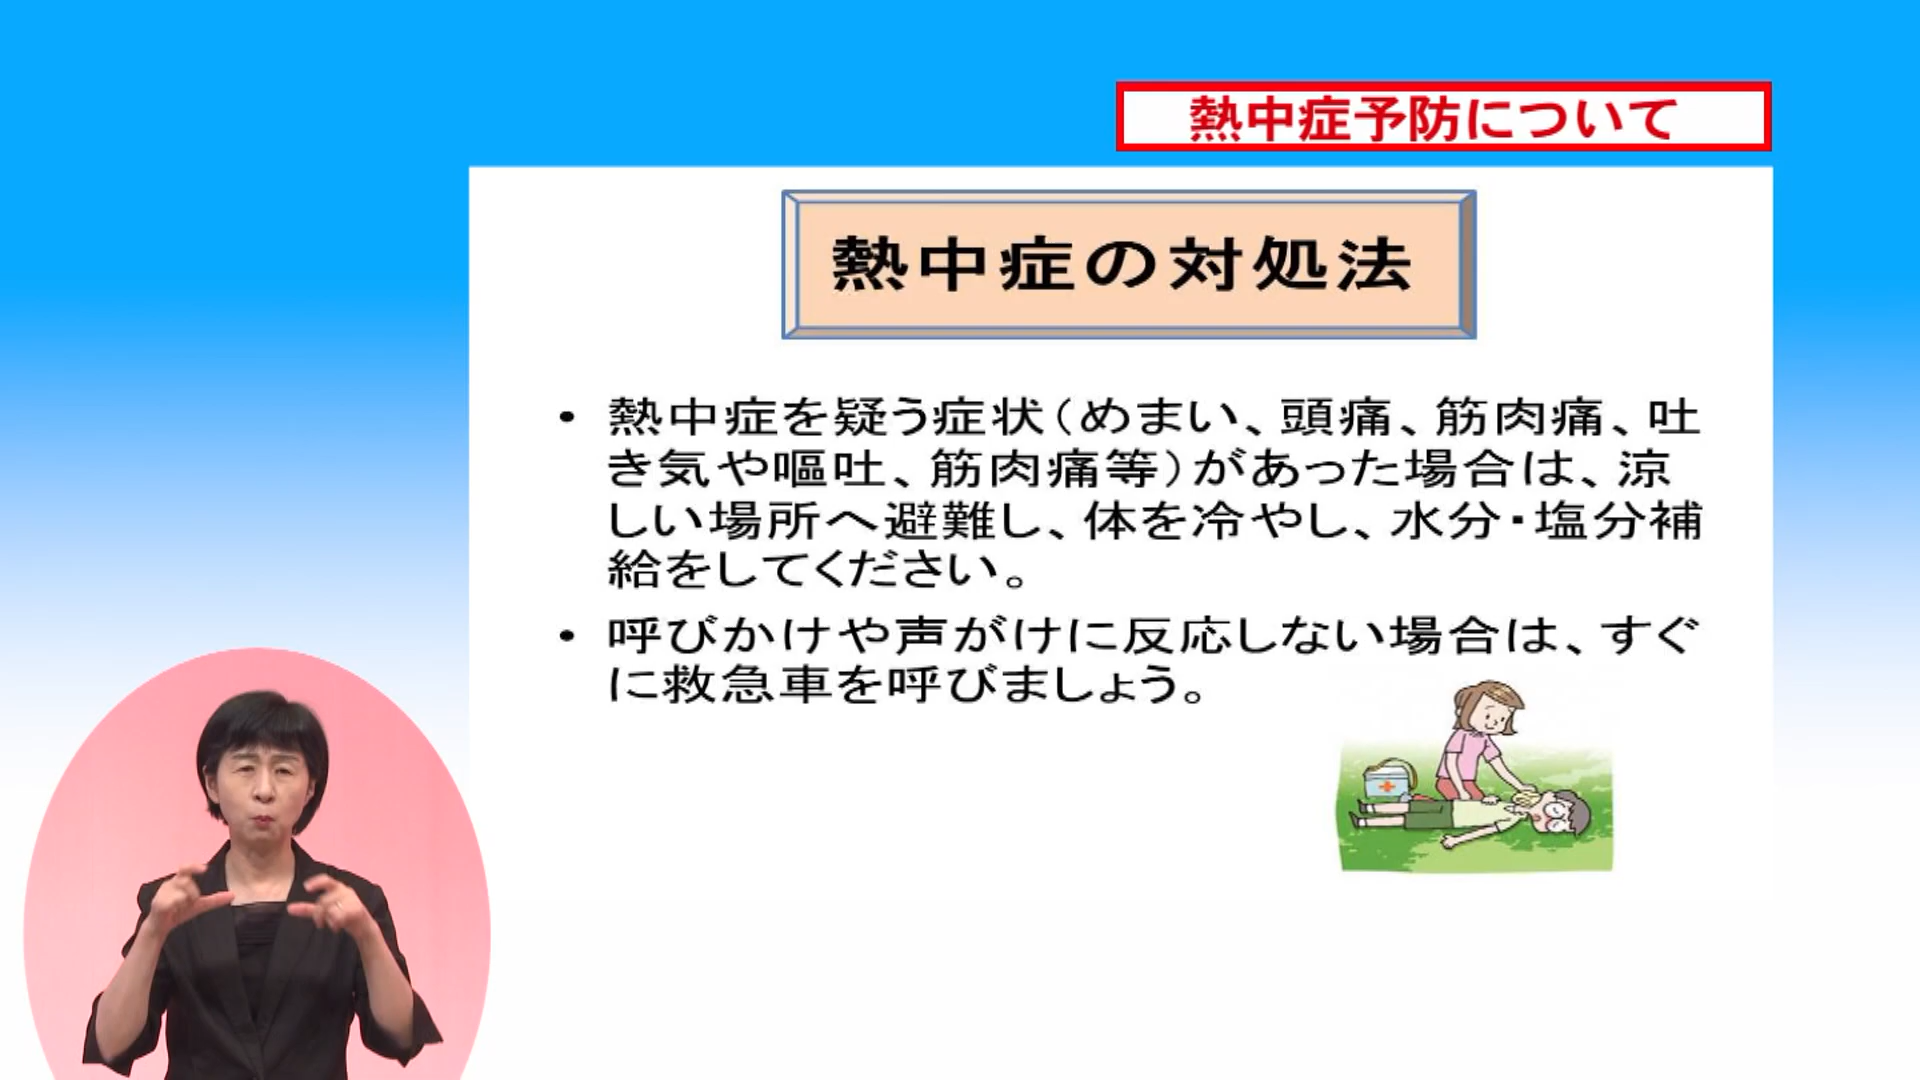 熱中症予防について
熱中症の対処法
• 熱中症を疑う症状（めまい、頭痛、筋肉痛、吐
き気や嘔吐、筋肉痛等）があった場合は、涼
しい場所へ避難し、体を冷やし、水分・塩分補
給をしてください。
• 呼びかけや声がけに反応しない場合は、すぐ
に救急車を呼びましょう。